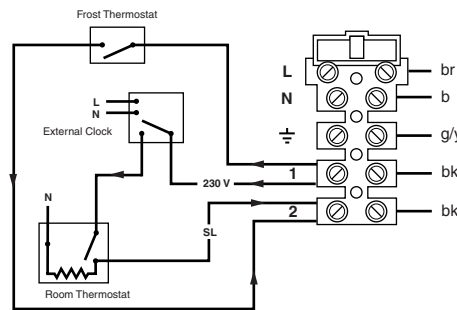 Frost Thermostat
L
N
External Clock
230 V
N
SL
Room Thermostat
L
N
1
2
br
b
g/y
bk
bk